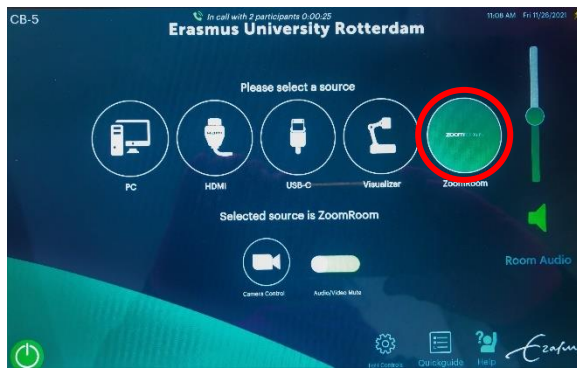 CB-5
In call with 2 participants 0:00:25
11:08 AM Fri 11/26/2021
Erasmus University Rotterdam
Please select a source
zoomroom
PC
HDMI
USB-C
Visualizer
ZoomRoom
Selected source is ZoomRoom
Room Audio
Camera Control
Audio/Video Mute
Quickguide
Help